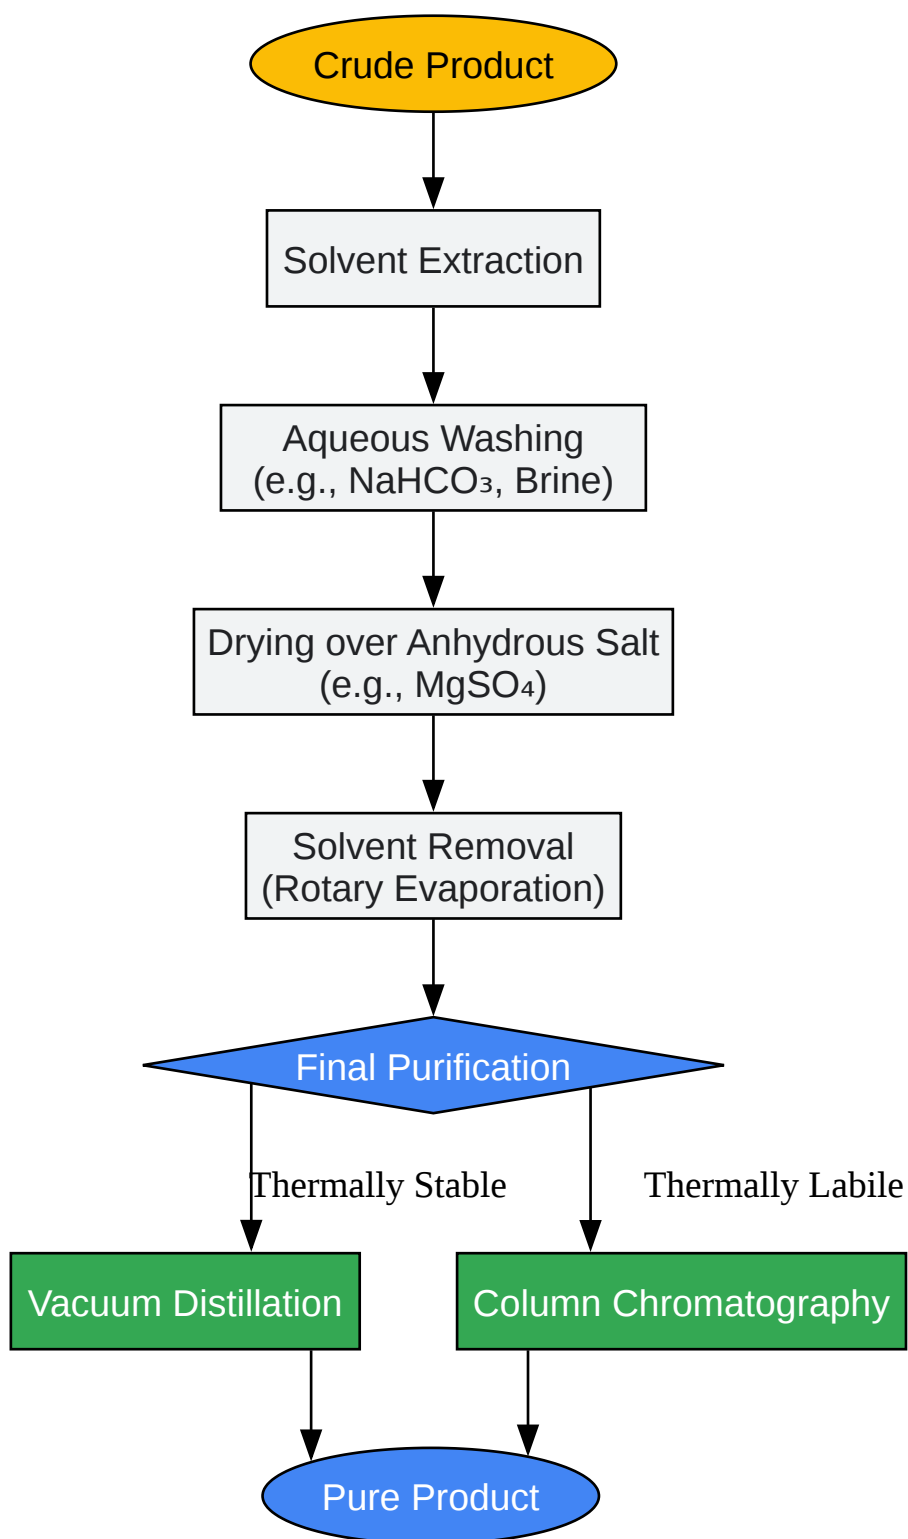 Crude Product
Solvent Extraction
Aqueous Washing
(e.g., NaHCO₃, Brine)
Drying over Anhydrous Salt
(e.g., MgSO₄)
Solvent Removal
(Rotary Evaporation)
Final Purification
Thermally Stable
Thermally Labile
Vacuum Distillation
Column Chromatography
Pure Product